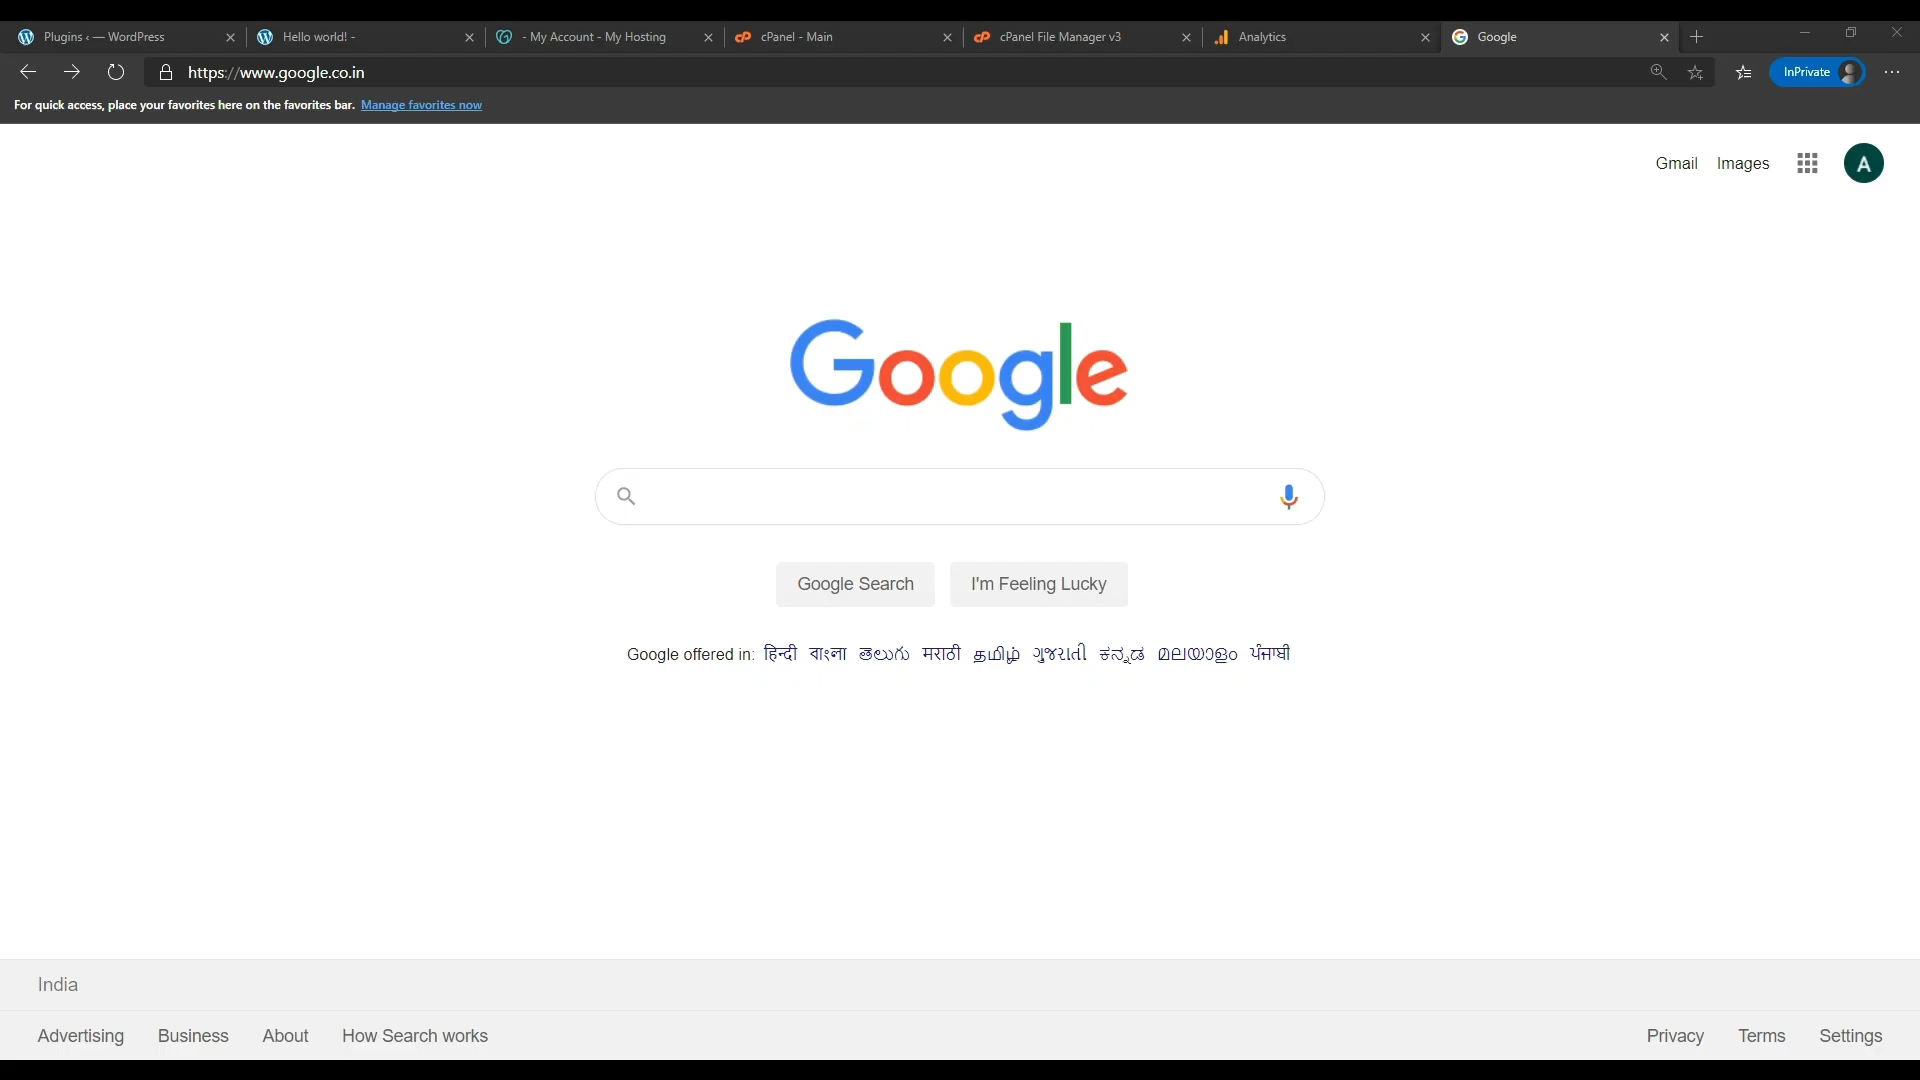 Plugins ‹ — WordPress
Hello world! -
- My Account - My Hosting
cPanel - Main
cPanel File Manager v3
Analytics
Google
https://www.google.co.in
InPrivate
For quick access, place your favorites here on the favorites bar. Manage favorites now
Gmail Images
A
Google
Google Search I'm Feeling Lucky
Google offered in: हिन्दी বাংলা తెలుగు मराठी தமிழ் ગુજરાતી ಕನ್ನಡ മലയാളം ਪੰਜਾਬੀ
India
Advertising Business About How Search works Privacy Terms Settings